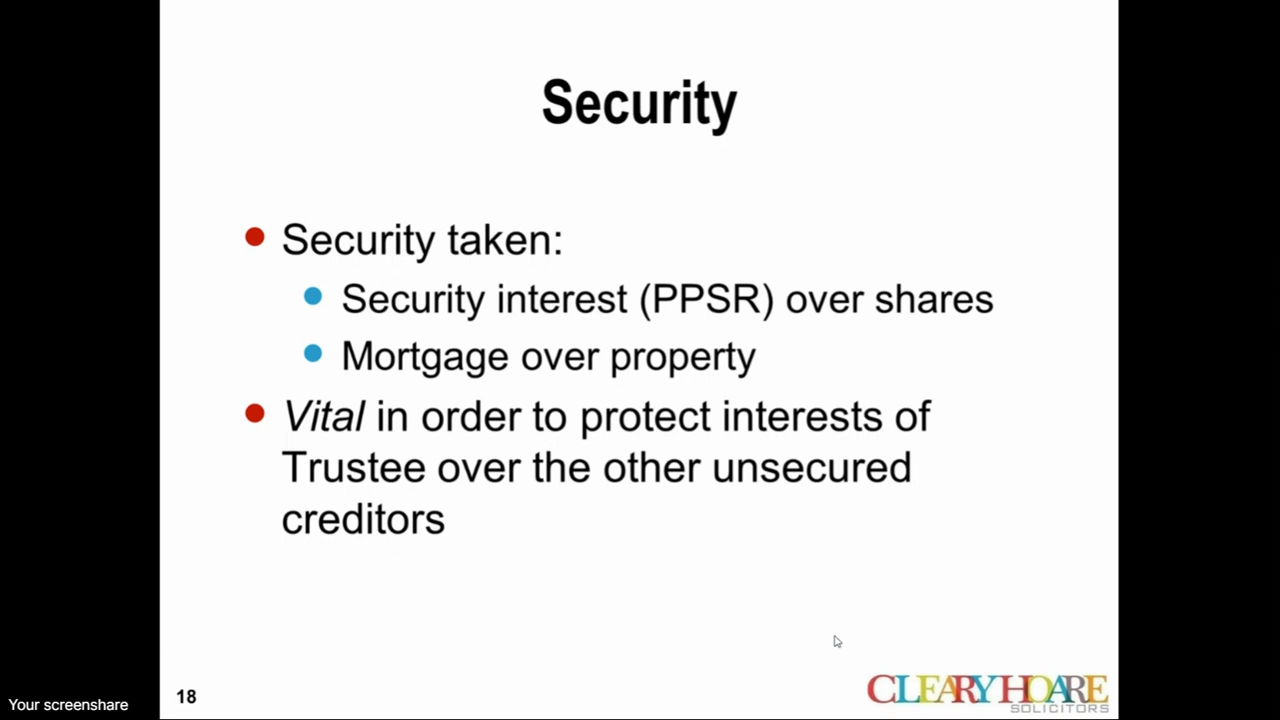 Security
Security taken:
Security interest (PPSR) over shares
Mortgage over property
Vital in order to protect interests of
Trustee over the other unsecured
creditors
Your screenshare
18
CLEARY HOARE
SOLICITORS